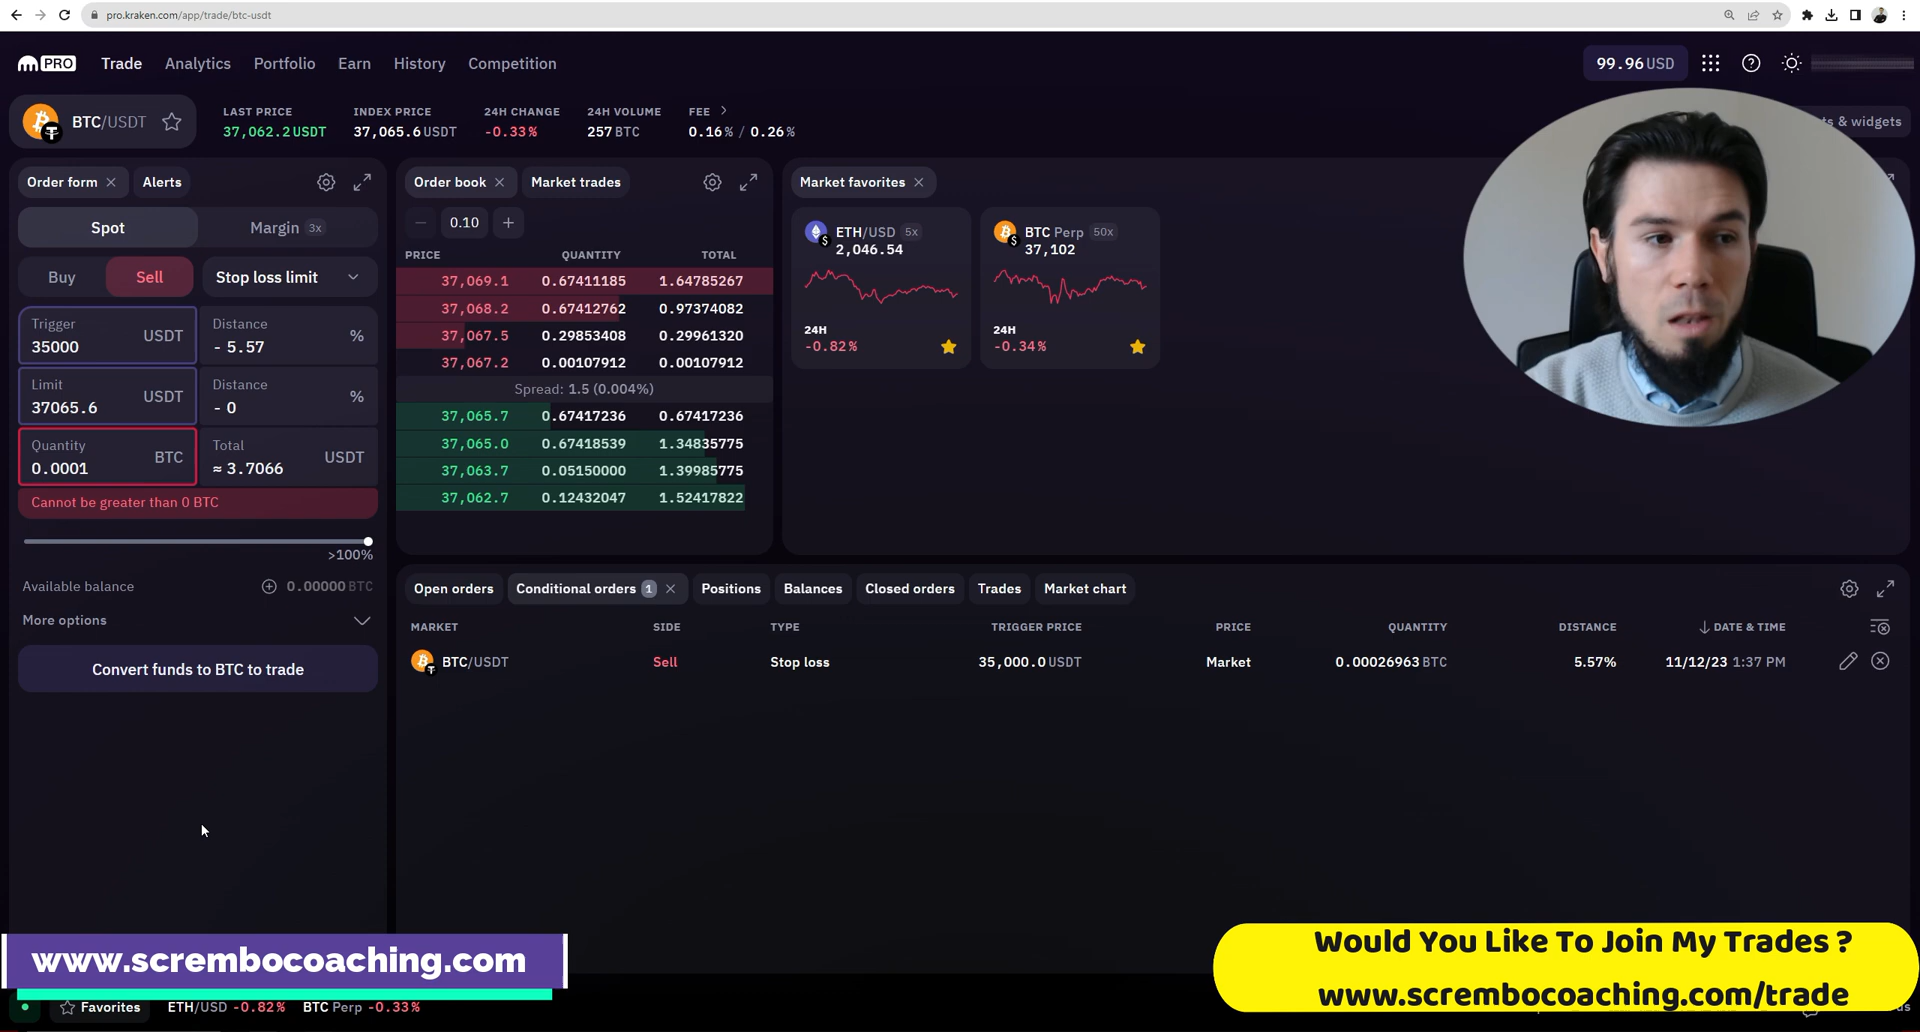 pro.kraken.com/app/trade/btc-usdt
PRO Trade Analytics Portfolio Earn History Competition 99.96 USD
BTC/USDT
LAST PRICE INDEX PRICE 24H CHANGE 24H VOLUME FEE
37,062.2 USDT 37,065.6 USDT -0.33% 257 BTC 0.16% / 0.26%
& widgets
Order form Alerts
Spot Margin 3x
Buy Sell Stop loss limit
Trigger Distance
35000 USDT - 5.57 %
Limit Distance
37065.6 USDT - 0 %
Quantity Total
0.0001 BTC ≈ 3.7066 USDT
Cannot be greater than 0 BTC
>100%
Available balance 0.00000 BTC
More options
Convert funds to BTC to trade
Order book Market trades
0.10
PRICE QUANTITY TOTAL
37,069.1 0.67411185 1.64785267
37,068.2 0.67412762 0.97374082
37,067.5 0.29853408 0.29961320
37,067.2 0.00107912 0.00107912
Spread: 1.5 (0.004%)
37,065.7 0.67417236 0.67417236
37,065.0 0.67418539 1.34835775
37,063.7 0.05150000 1.39985775
37,062.7 0.12432047 1.52417822
Market favorites
ETH/USD 5x
2,046.54
24H
-0.82%
BTC Perp 50x
37,102
24H
-0.34%
Open orders Conditional orders 1 Positions Balances Closed orders Trades Market chart
MARKET SIDE TYPE TRIGGER PRICE PRICE QUANTITY DISTANCE DATE & TIME
BTC/USDT Sell Stop loss 35,000.0 USDT Market 0.00026963 BTC 5.57% 11/12/23 1:37 PM
www.scrembocoaching.com
Would You Like To Join My Trades ?
www.scrembocoaching.com/trade
Favorites ETH/USD -0.82% BTC Perp -0.33%